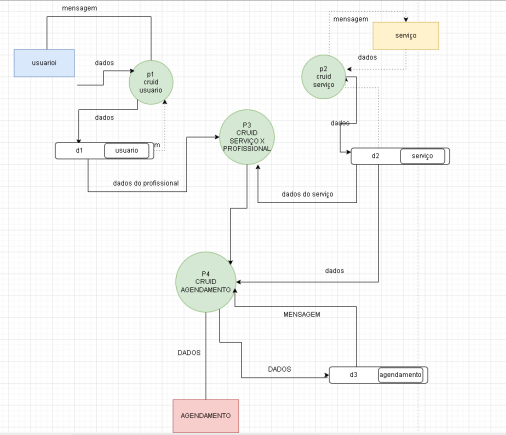 mensagem
mensagem
serviço
usuarioi
dados
dados
p1
cruid
usuario
p2
cruid
serviço
dados
dados
P3
CRUID
SERVIÇO X
PROFISSIONAL
d1
usuario
m
d2
serviço
dados do profissional
dados do serviço
dados
P4
CRUID
AGENDAMENTO
MENSAGEM
DADOS
DADOS
d3
agendamento
AGENDAMENTO